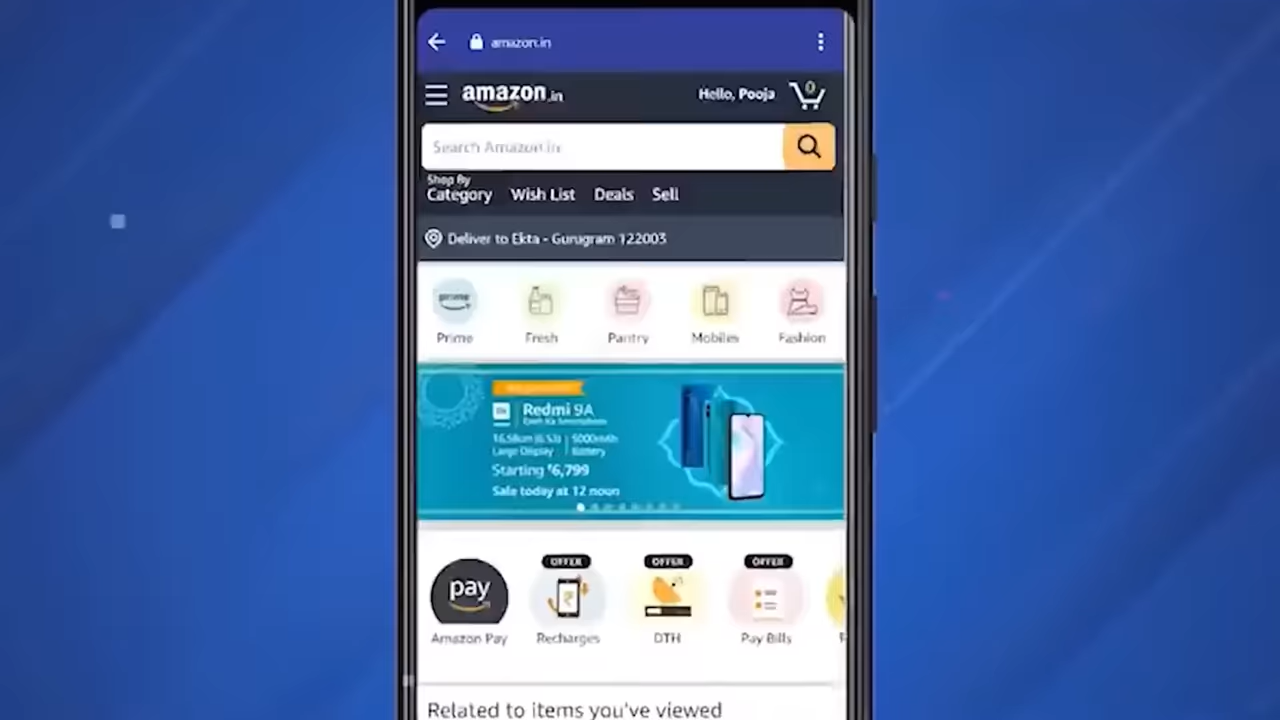 amazon.in
amazon.in
Hello, Pooja
0
Search Amazon.in
Shop By
Category Wish List Deals Sell
Deliver to Ekta - Gurugram 122003
prime
Prime Fresh Pantry Mobiles Fashion
Redmi 9A
16.58cm (6.53) 5000mAh
Large Display Battery
Starting ₹6,799
Sale today at 12 noon
OFFER OFFER OFFER
pay
Amazon Pay Recharges DTH Pay Bills
Related to items you've viewed